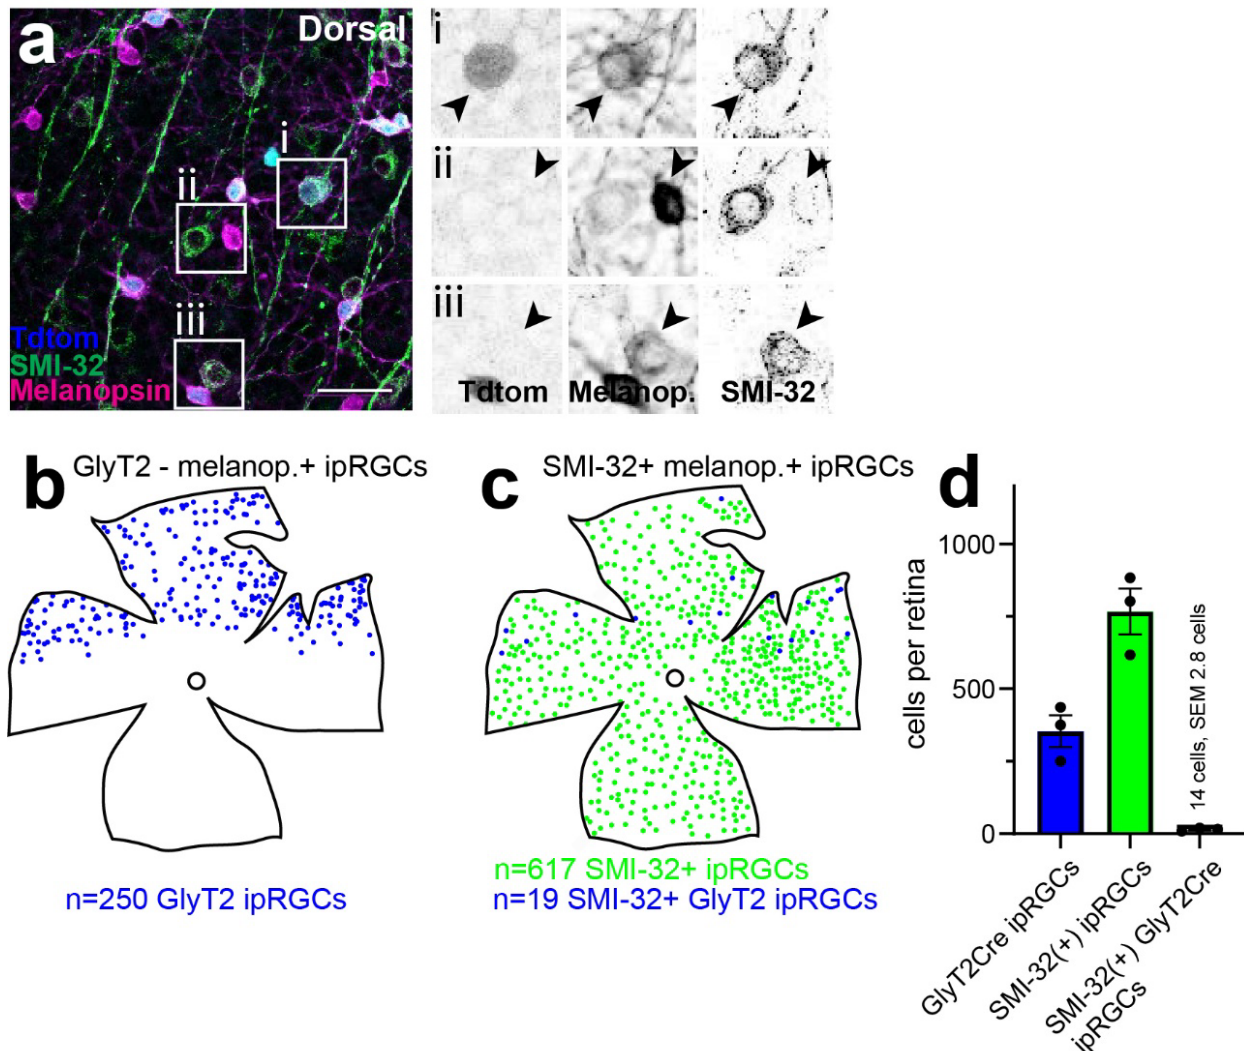 a
Dorsal
i
ii
iii
Tdtom
SMI-32
Melanopsin
i
ii
iii
Tdtom
Melanop.
SMI-32
b
GlyT2 - melanop.+ ipRGCs
n=250 GlyT2 ipRGCs
c
SMI-32+ melanop.+ ipRGCs
n=617 SMI-32+ ipRGCs
n=19 SMI-32+ GlyT2 ipRGCs
d
cells per retina
1000
500
0
14 cells, SEM 2.8 cells
GlyT2Cre ipRGCs
SMI-32(+) ipRGCs
SMI-32(+) GlyT2Cre
ipRGCs